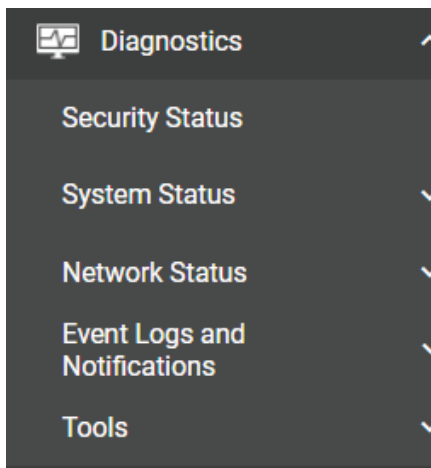 Diagnostics
Security Status
System Status
Network Status
Event Logs and
Notifications
Tools